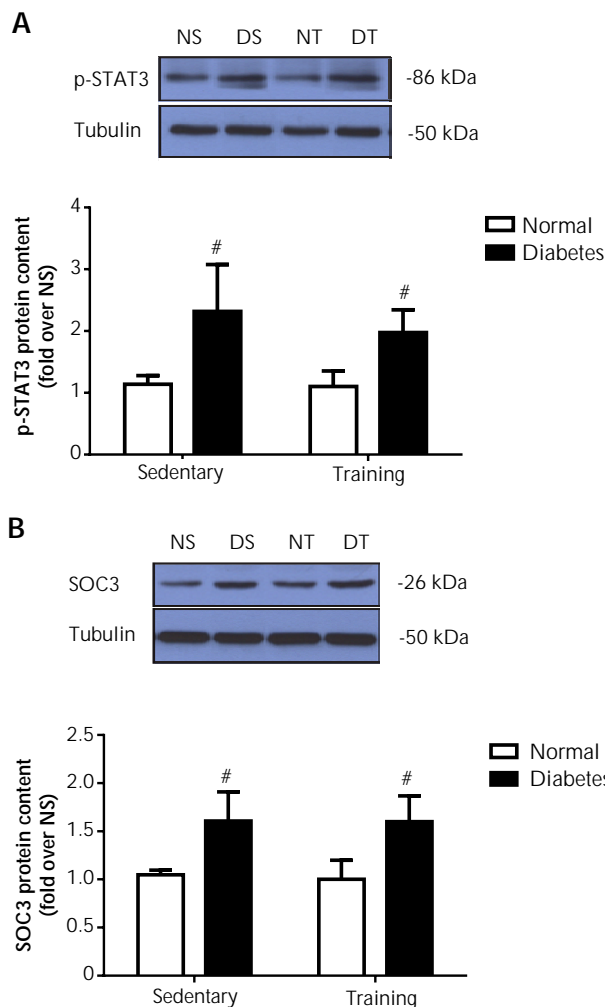 A
NS DS NT DT
p-STAT3 -86 kDa
Tubulin -50 kDa
4
3
2
1
0
p-STAT3 protein content
(fold over NS)
# #
Normal
Diabetes
Sedentary Training
B
NS DS NT DT
SOC3 -26 kDa
Tubulin -50 kDa
2.5
2.0
1.5
1.0
0.5
0
SOC3 protein content
(fold over NS)
# #
Normal
Diabetes
Sedentary Training